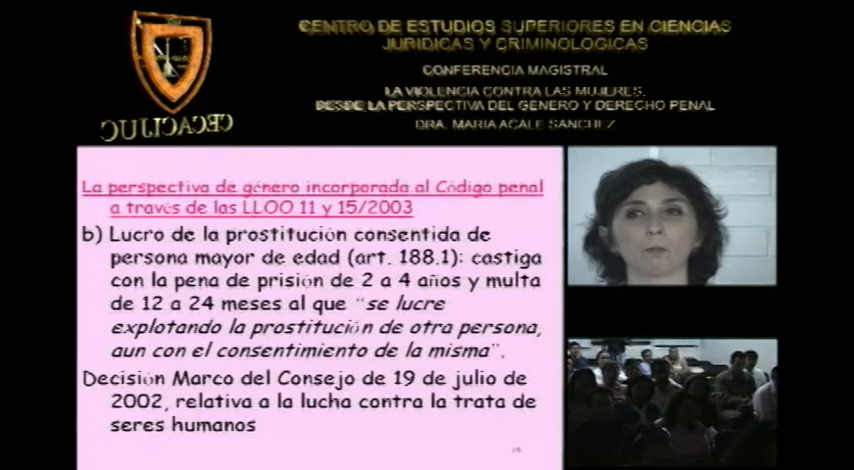 CENTRO DE ESTUDIOS SUPERIORES EN CIENCIAS
JURIDICAS Y CRIMINOLOGICAS
CONFERENCIA MAGISTRAL
LA VIOLENCIA CONTRA LAS MUJERES.
DESDE LA PERSPECTIVA DEL GENERO Y DERECHO PENAL
DRA. MARIA ACALE SANCHEZ
CECACIJUC
La perspectiva de género incorporada al Código penal
a través de las LLOO 11 y 15/2003
b) Lucro de la prostitución consentida de
persona mayor de edad (art. 188.1): castiga
con la pena de prisión de 2 a 4 años y multa
de 12 a 24 meses al que "se lucre
explotando la prostitución de otra persona,
aun con el consentimiento de la misma".
Decisión Marco del Consejo de 19 de julio de
2002, relativa a la lucha contra la trata de
seres humanos